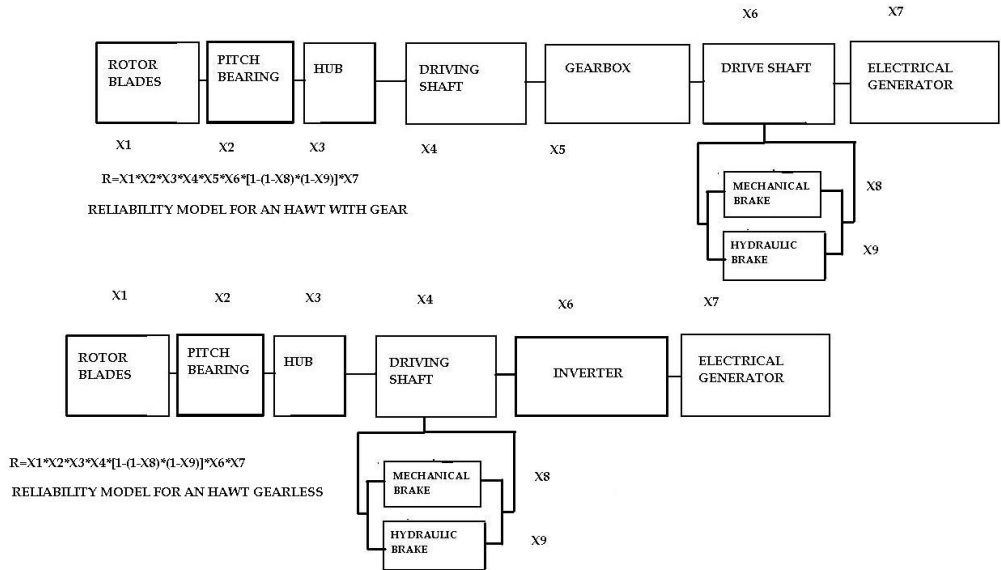 X6 X7
ROTOR BLADES
PITCH BEARING
HUB
DRIVING SHAFT
GEARBOX
DRIVE SHAFT
ELECTRICAL GENERATOR
X1 X2 X3 X4 X5
R=X1*X2*X3*X4*X5*X6*[1-(1-X8)*(1-X9)]*X7
RELIABILITY MODEL FOR AN HAWT WITH GEAR
MECHANICAL BRAKE
X8
HYDRAULIC BRAKE
X9
X1 X2 X3 X4 X6 X7
ROTOR BLADES
PITCH BEARING
HUB
DRIVING SHAFT
INVERTER
ELECTRICAL GENERATOR
R=X1*X2*X3*X4*[1-(1-X8)*(1-X9)]*X6*X7
RELIABILITY MODEL FOR AN HAWT GEARLESS
MECHANICAL BRAKE
X8
HYDRAULIC BRAKE
X9